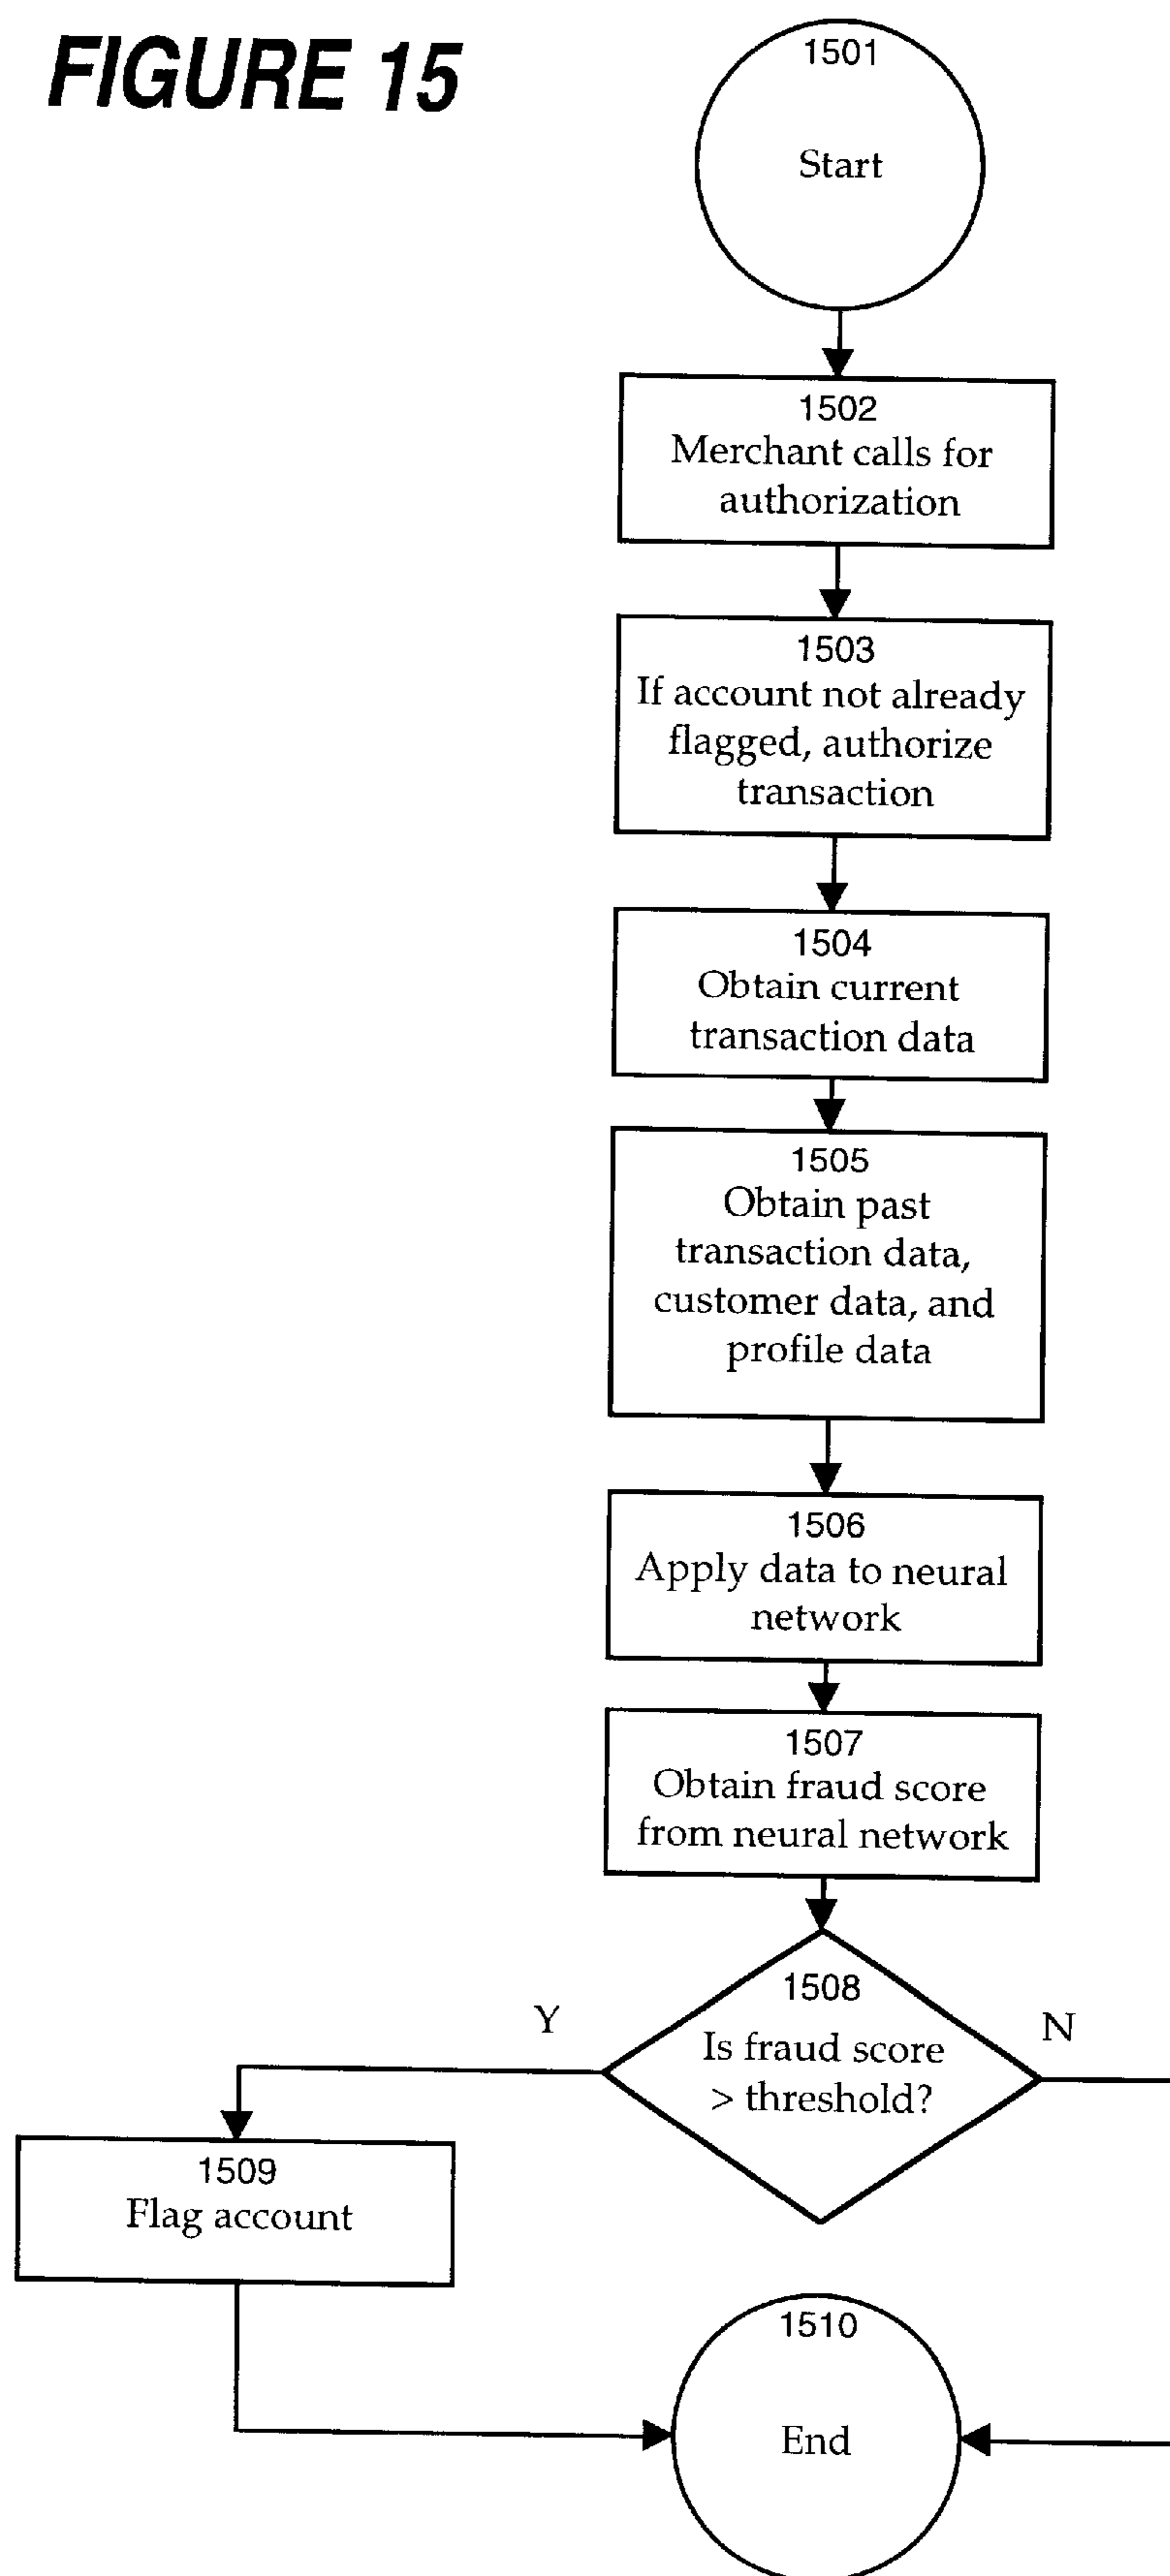 FIGURE 15
1501
Start
1502
Merchant calls for
authorization
1503
If account not already
flagged, authorize
transaction
1504
Obtain current
transaction data
1505
Obtain past
transaction data,
customer data, and
profile data
1506
Apply data to neural
network
1507
Obtain fraud score
from neural network
1508
Is fraud score
> threshold?
Y
N
1509
Flag account
1510
End